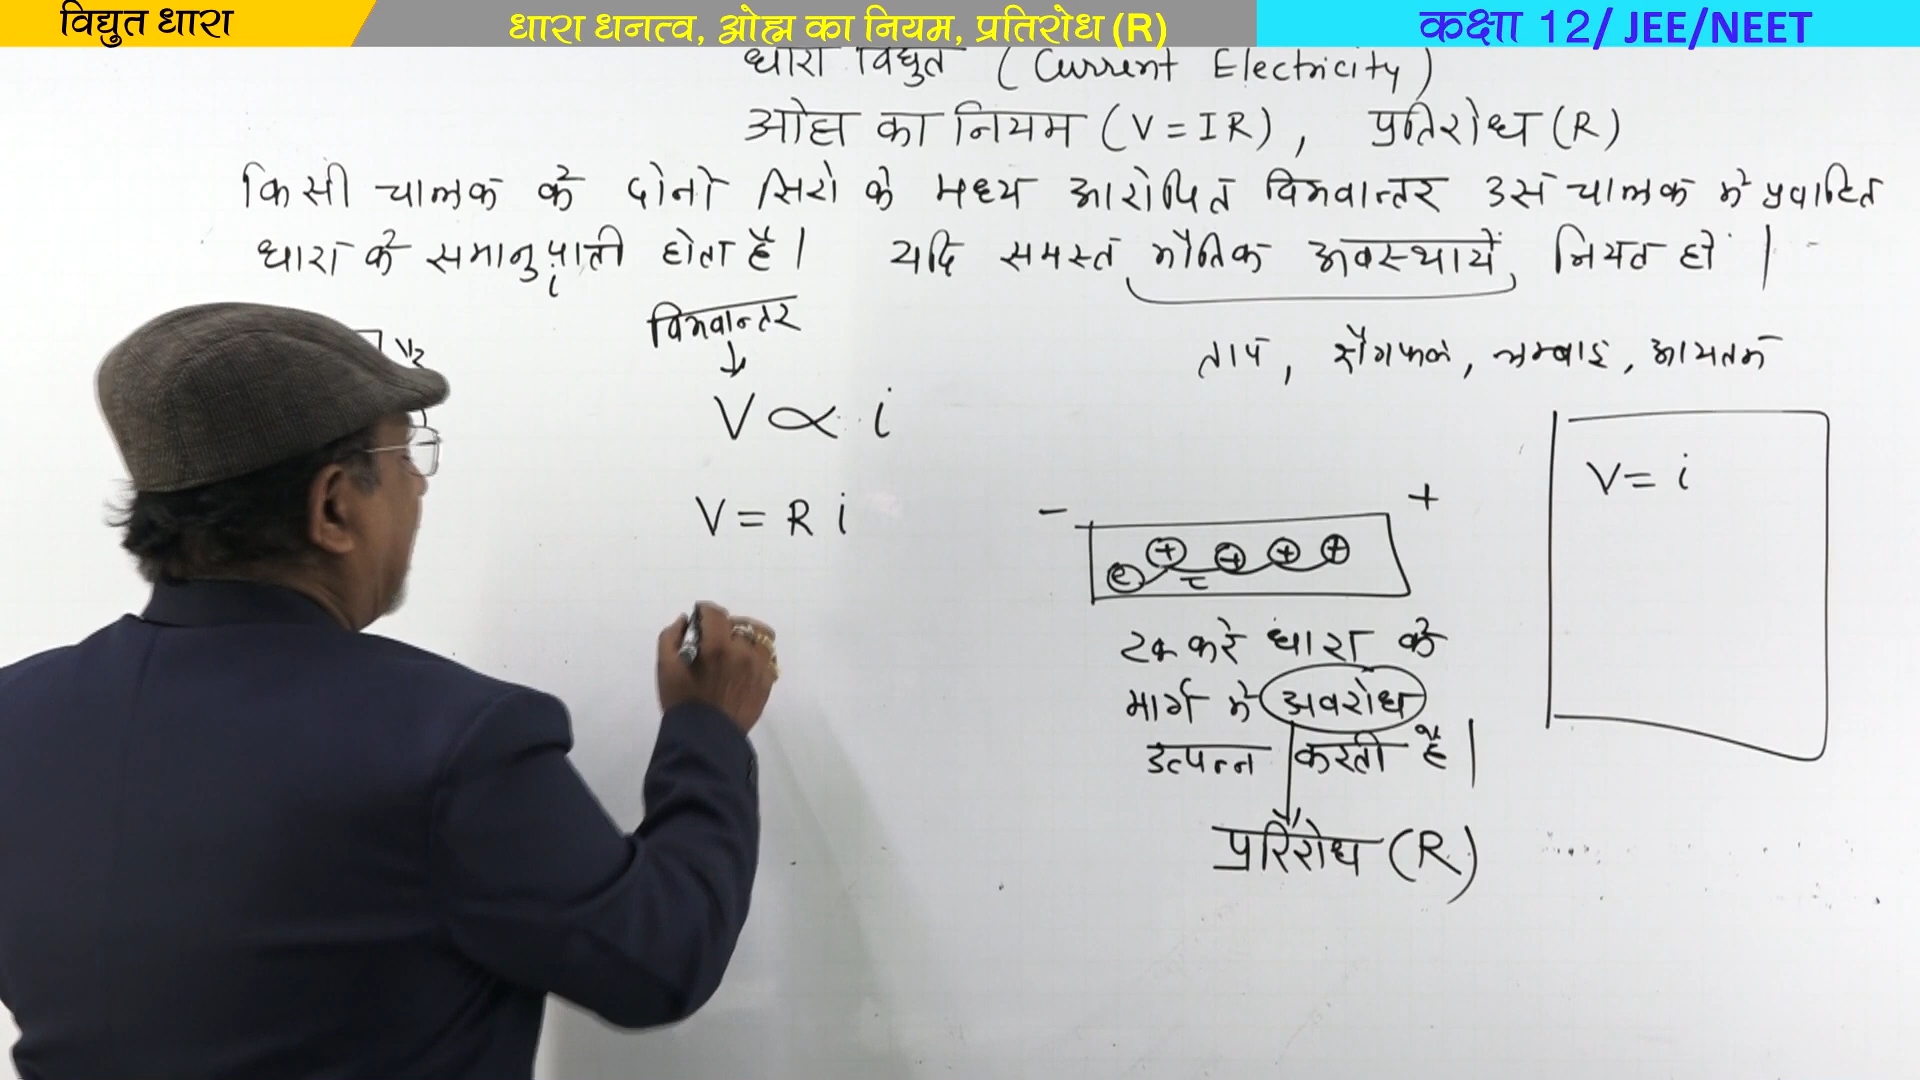 विद्युत धारा
धारा धनत्व, ओह्म का नियम, प्रतिरोध (R)
कक्षा 12/ JEE/NEET
धारा विद्युत (Current Electricity)
ओह्म का नियम (V = IR), प्रतिरोध (R)
किसी चालक के दोनो सिरो के मध्य आरोपित विभवान्तर उस चालक मे प्रवाहित
धारा के समानुपाती होता है। यदि समस्त भौतिक अवस्थायें नियत हो।
i
ताप, क्षेत्रफल, लम्बाई, आयतन
विभवान्तर
V2
V ∝ i
V = R i
- +
e + + + +
τ
V = i
टक्करे धारा के
मार्ग मे अवरोध
उत्पन्न करती है।
प्रतिरोध (R)